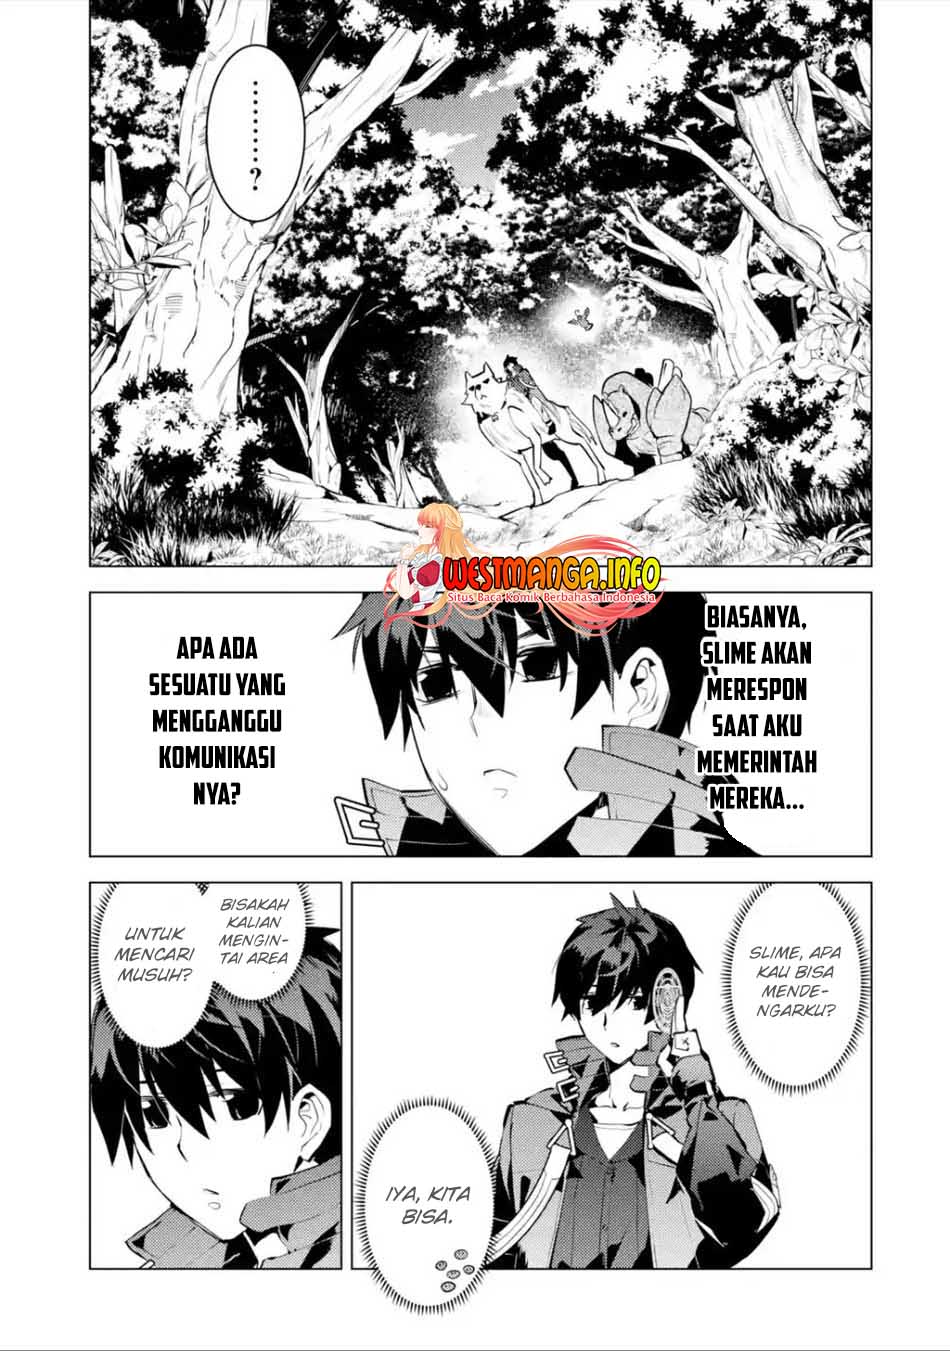 .........?
WESTMANGA.INFO
Situs Baca Komik Berbahasa Indonesia
BIASANYA,
SLIME AKAN
MERESPON
SAAT AKU
MEMERINTAH
MEREKA...
APA ADA
SESUATU YANG
MENGGANGGU
KOMUNIKASI
NYA?
SLIME, APA
KAU BISA
MENDE-
NGARKU?
IYA, KITA
BISA.
BISAKAH
KALIAN
MENGIN-
TAI AREA
UNTUK
MENCARI
MUSUH?